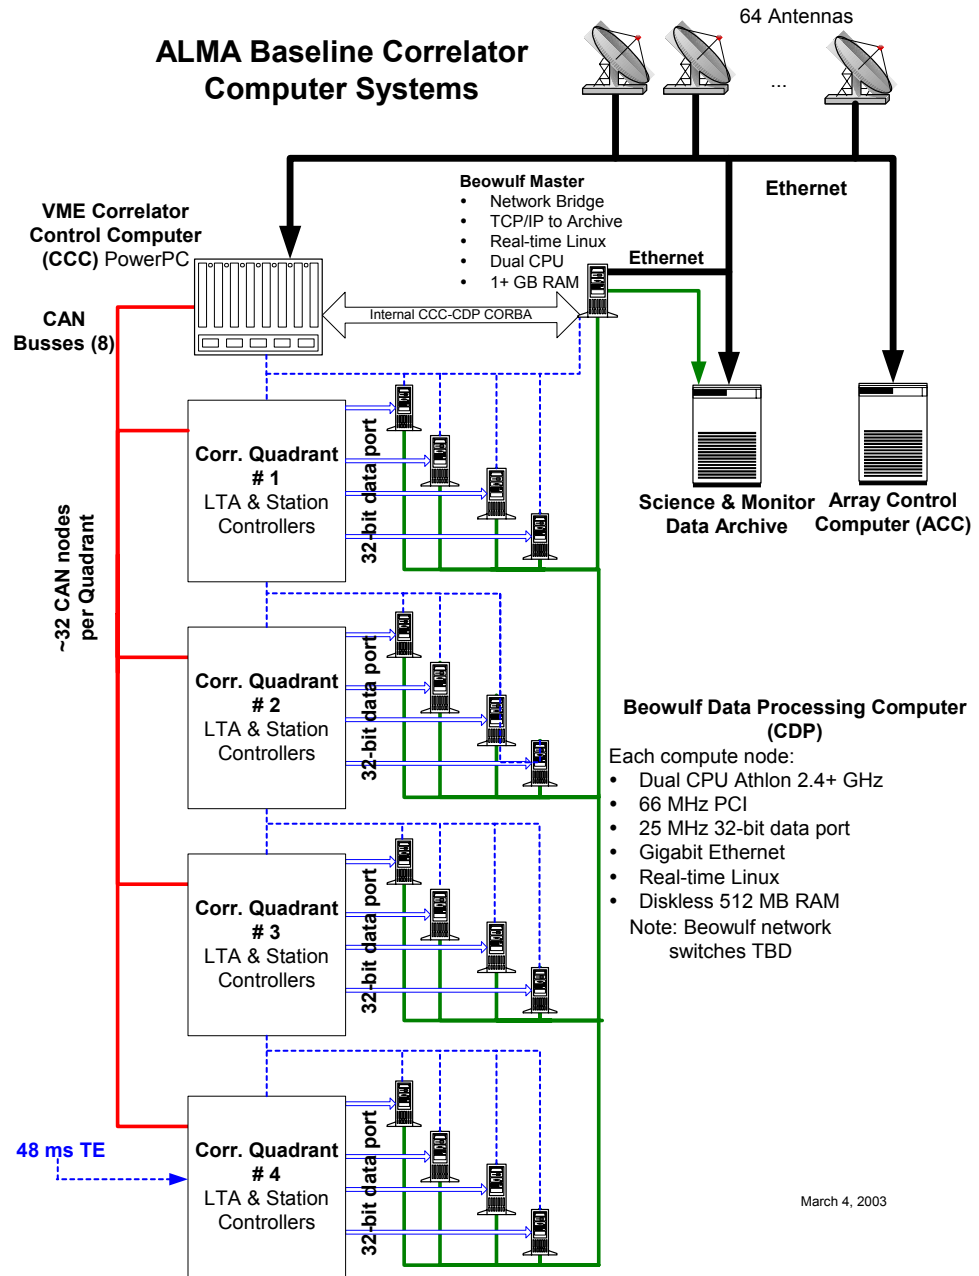 64 Antennas
ALMA Baseline Correlator
Computer Systems
...
Ethernet
Beowulf Master
• Network Bridge
• TCP/IP to Archive
• Real-time Linux
• Dual CPU
• 1+ GB RAM
Ethernet
VME Correlator
Control Computer
(CCC) PowerPC
Internal CCC-CDP CORBA
CAN
Busses (8)
Corr. Quadrant
# 1
LTA & Station
Controllers
32-bit data port
Science & Monitor
Data Archive
Array Control
Computer (ACC)
~32 CAN nodes
per Quadrant
Corr. Quadrant
# 2
LTA & Station
Controllers
32-bit data port
Beowulf Data Processing Computer
(CDP)
Each compute node:
• Dual CPU Athlon 2.4+ GHz
• 66 MHz PCI
• 25 MHz 32-bit data port
• Gigabit Ethernet
• Real-time Linux
• Diskless 512 MB RAM
Note: Beowulf network
switches TBD
Corr. Quadrant
# 3
LTA & Station
Controllers
32-bit data port
48 ms TE
Corr. Quadrant
# 4
LTA & Station
Controllers
32-bit data port
March 4, 2003